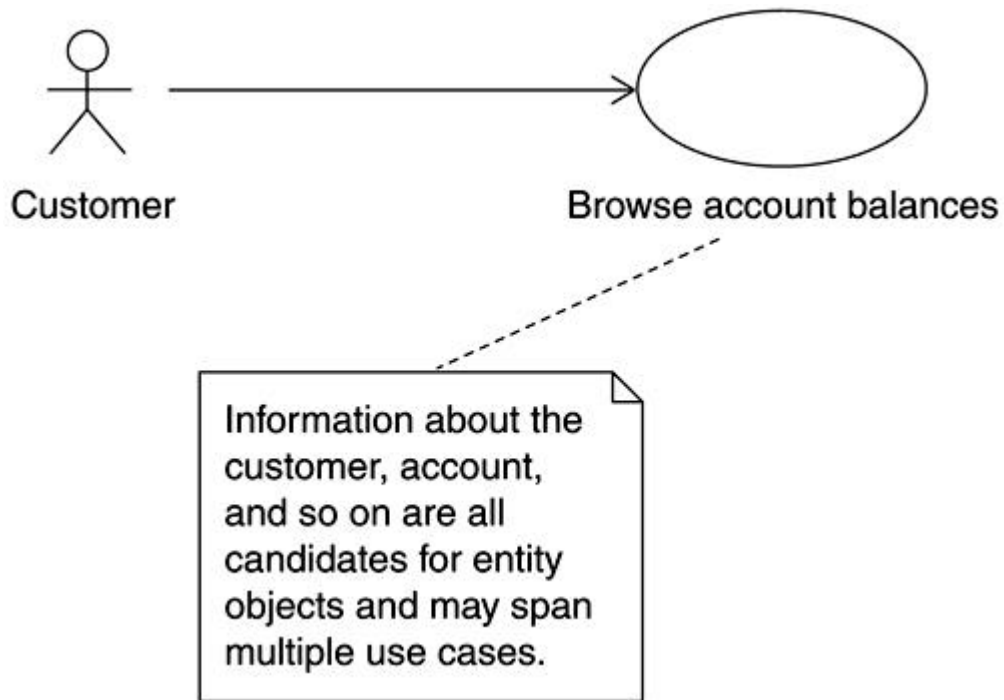 Customer
Browse account balances
Information about the
customer, account,
and so on are all
candidates for entity
objects and may span
multiple use cases.